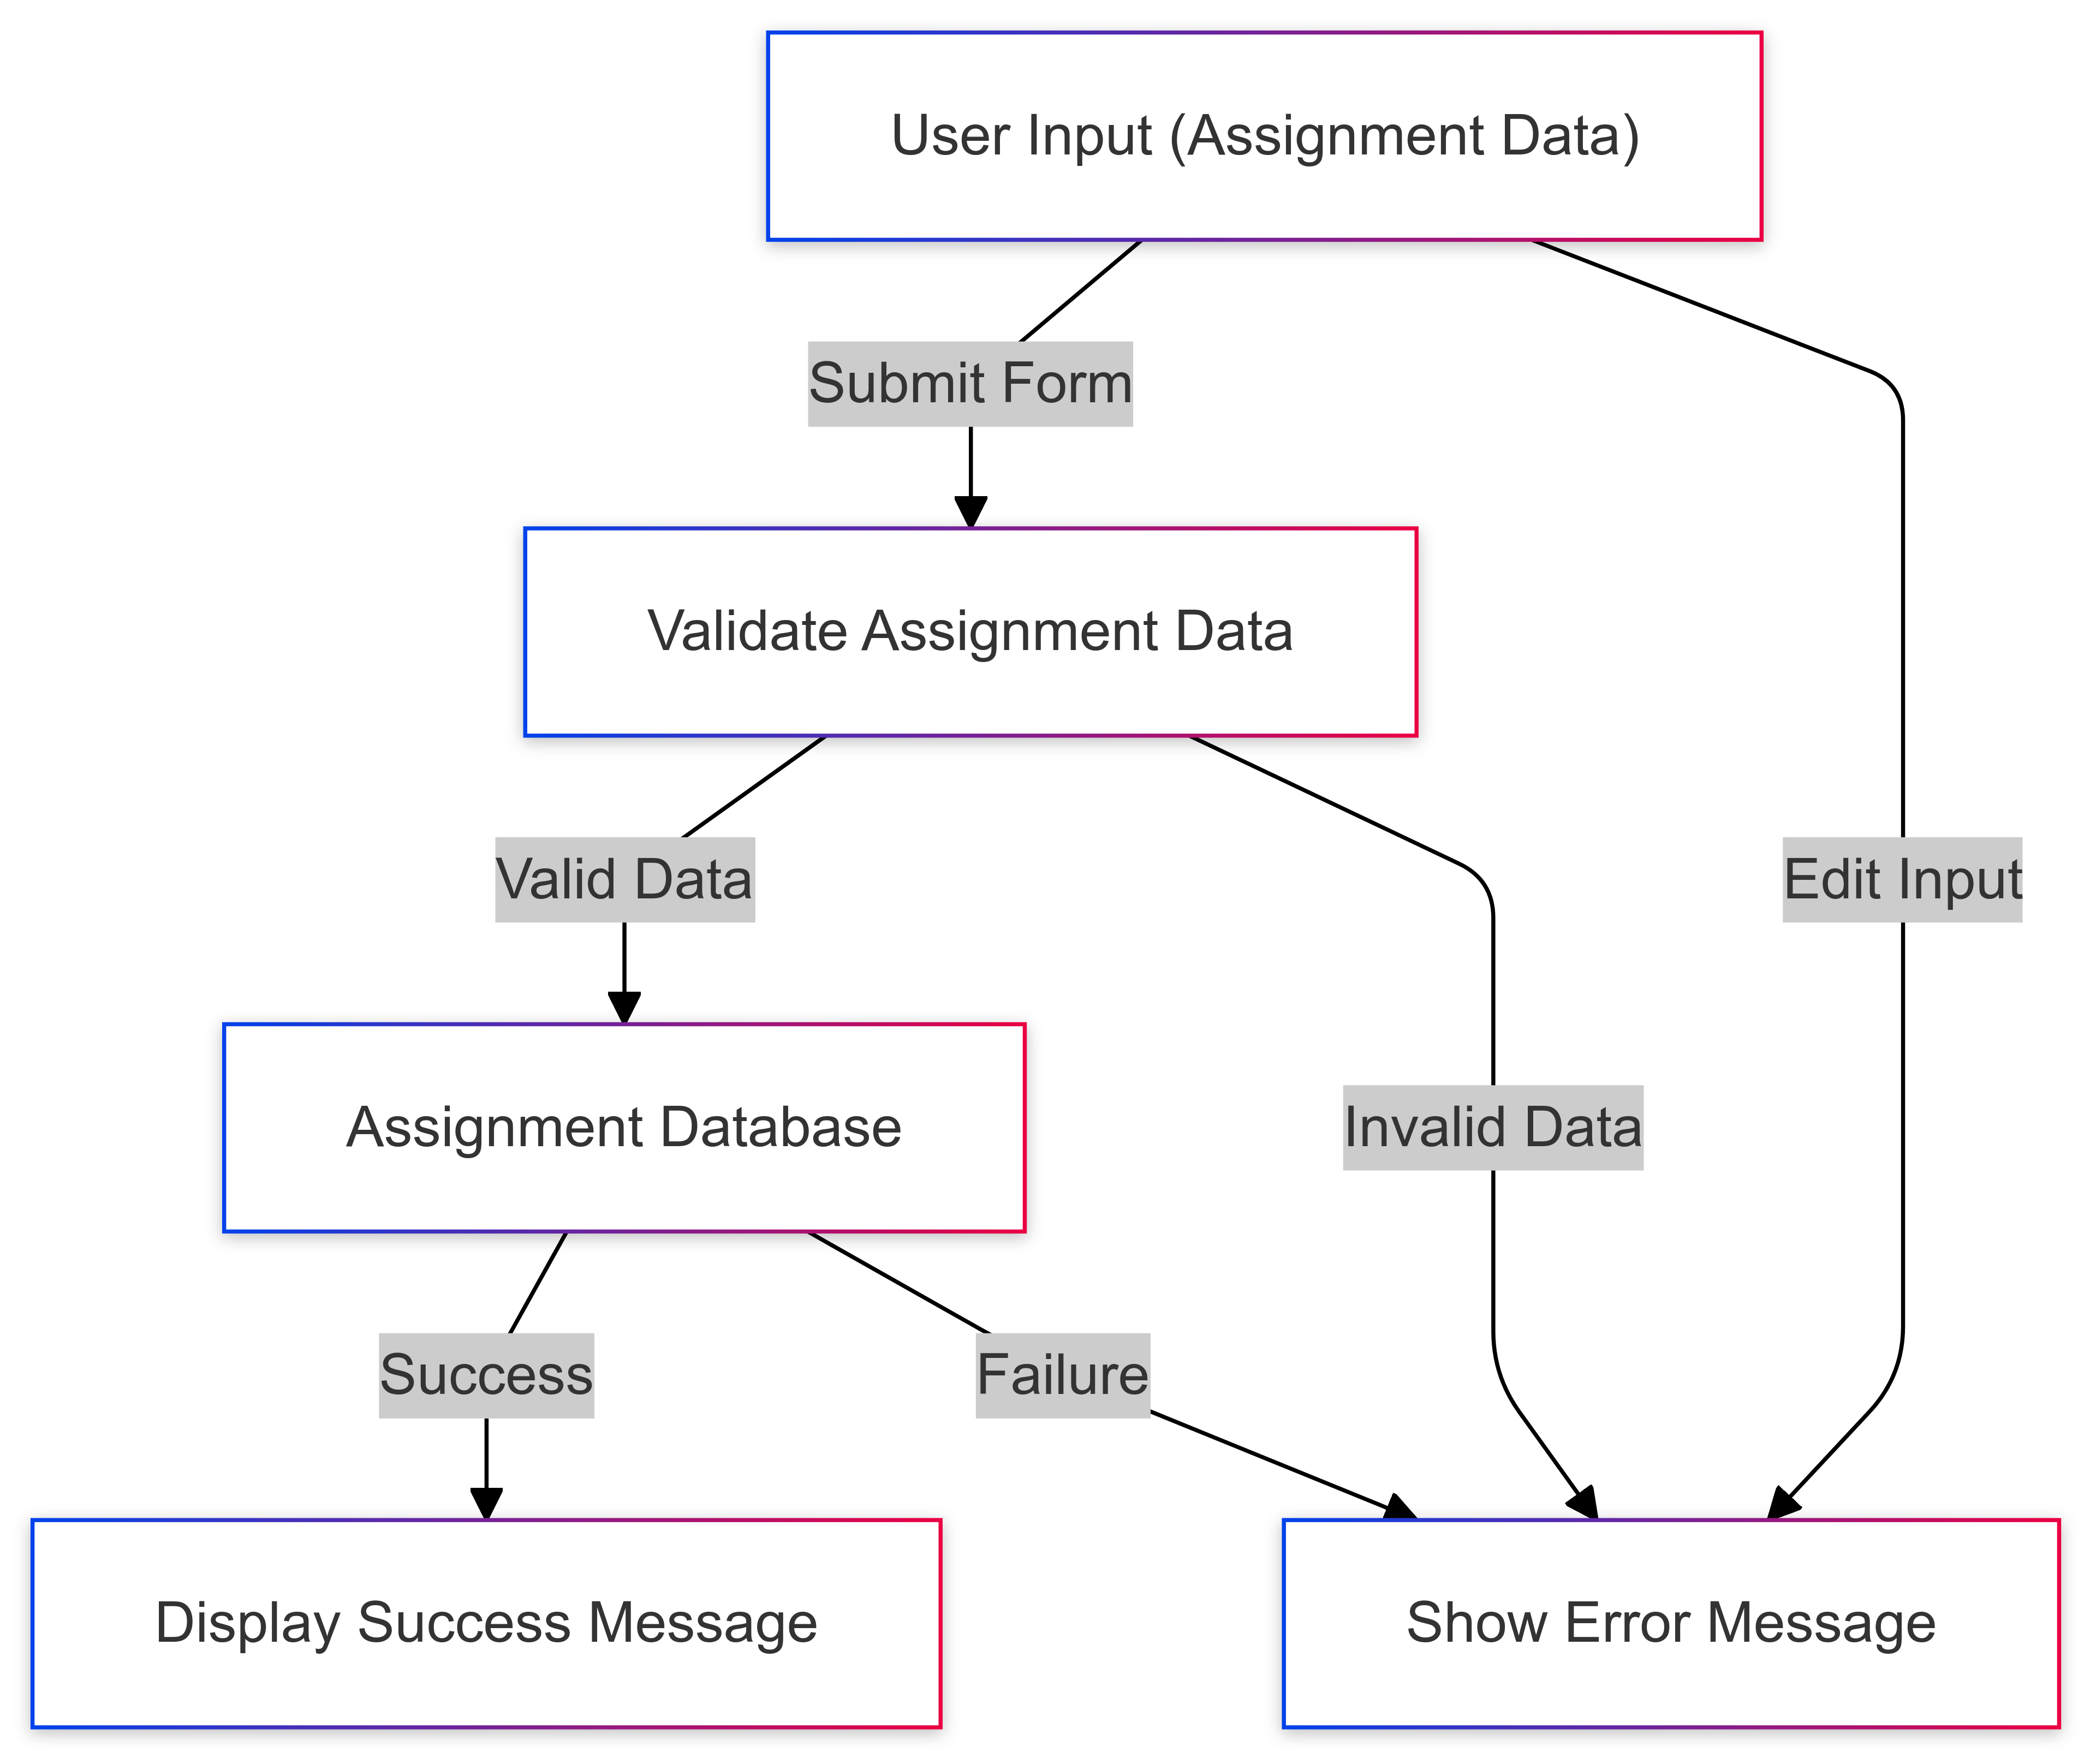 User Input (Assignment Data)
Submit Form
Validate Assignment Data
Valid Data
Edit Input
Assignment Database
Invalid Data
Success
Failure
Display Success Message
Show Error Message